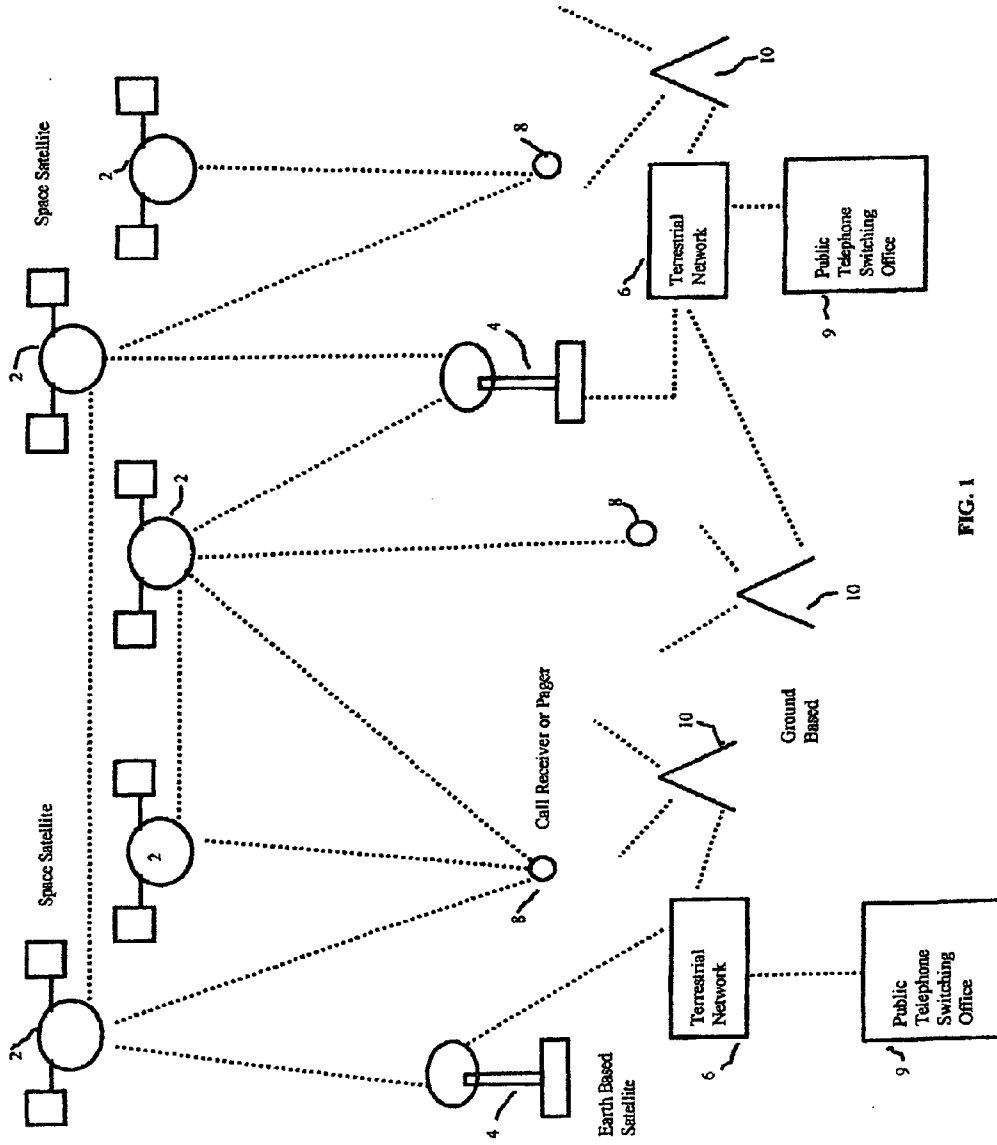 Space Satellite
Space Satellite
2
2
2
2
2
Call Receiver or Pager
8
8
8
4
4
Earth Based
Satellite
6
Terrestrial
Network
6
Terrestrial
Network
10
10
10
Ground
Based
9
Public
Telephone
Switching
Office
9
Public
Telephone
Switching
Office
FIG. 1